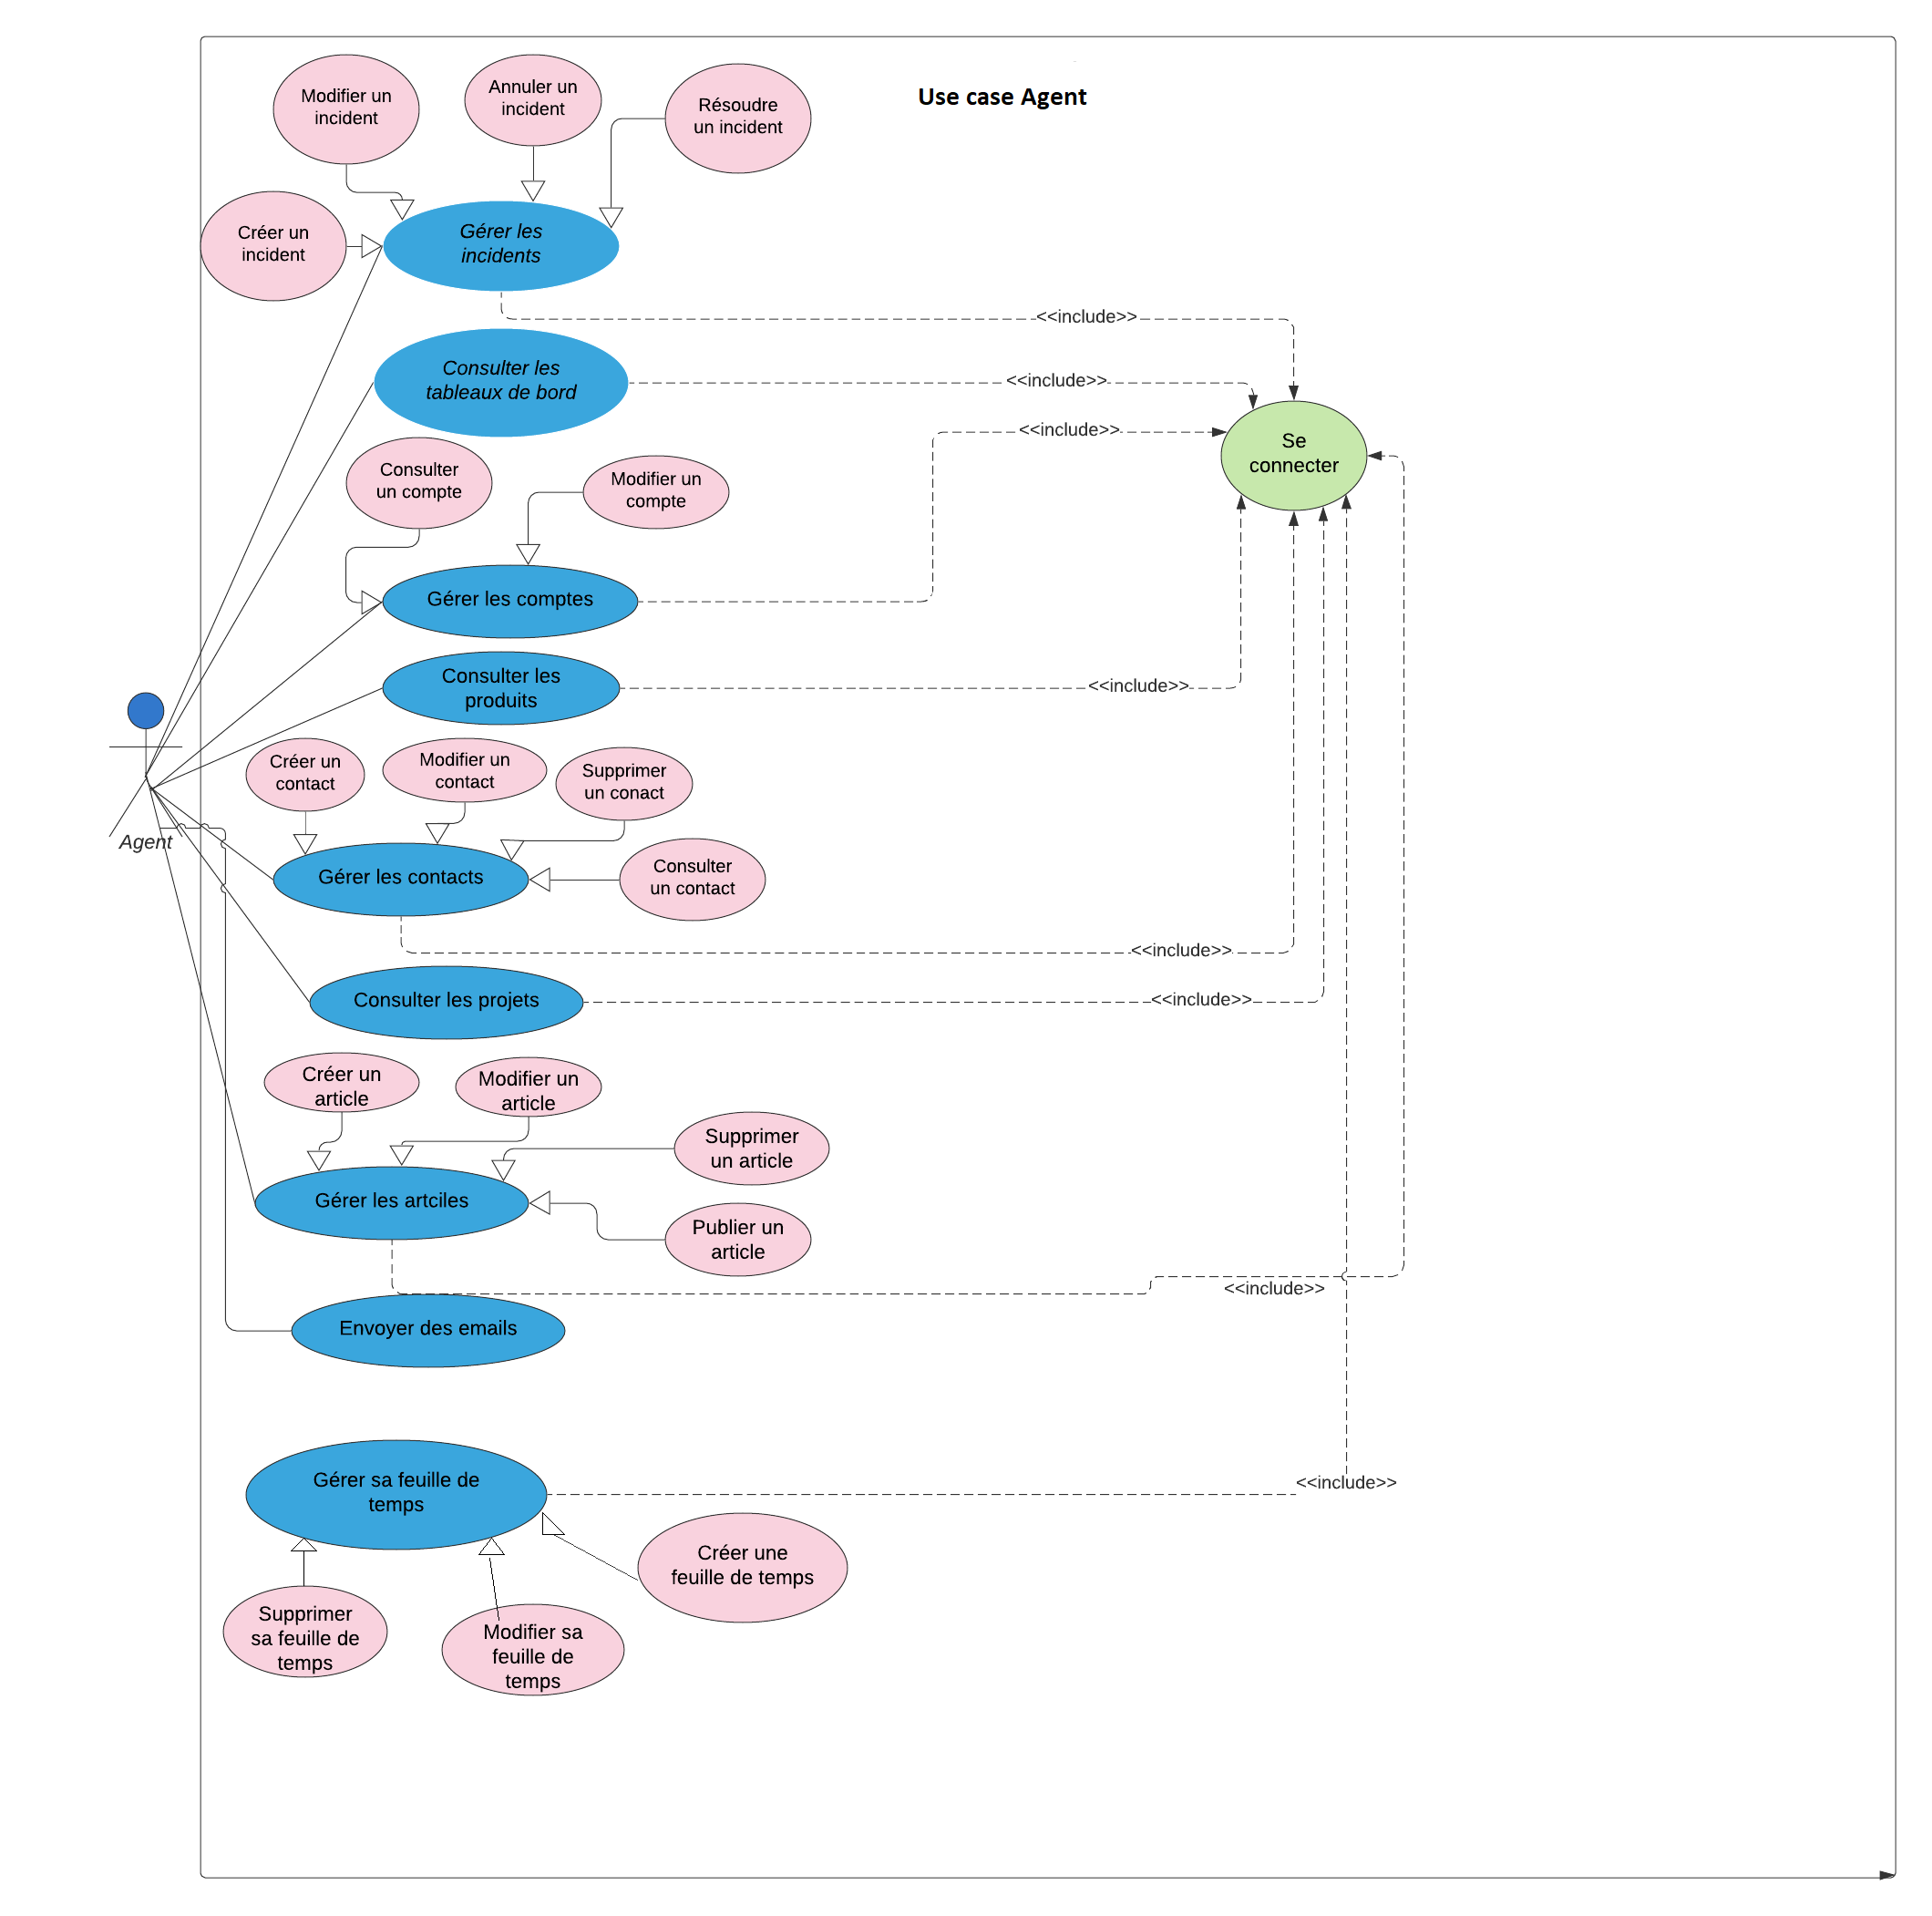 Use case Agent
Modifier un
incident
Annuler un
incident
Résoudre
un incident
Créer un
incident
Gérer les
incidents
<<include>>
Consulter les
tableaux de bord
<<include>>
<<include>>
Se
connecter
Consulter
un compte
Modifier un
compte
Gérer les comptes
Consulter les
produits
<<include>>
Agent
Créer un
contact
Modifier un
contact
Supprimer
un conact
Gérer les contacts
Consulter
un contact
<<include>>
Consulter les projets
<<include>>
Créer un
article
Modifier un
article
Supprimer
un article
Gérer les artciles
Publier un
article
<<include>>
Envoyer des emails
Gérer sa feuille de
temps
<<include>>
Créer une
feuille de temps
Supprimer
sa feuille de
temps
Modifier sa
feuille de
temps